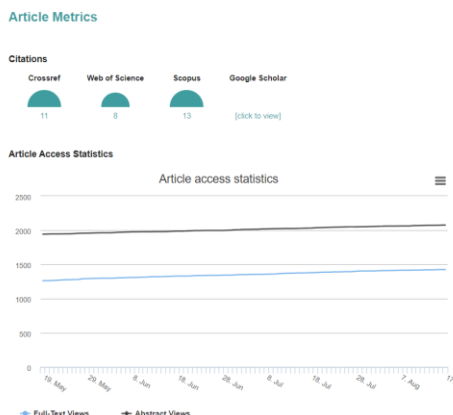 Article Metrics
Citations
Crossref Web of Science Scopus Google Scholar
11 8 13 [click to view]
Article Access Statistics
Article access statistics
2500
2000
1500
1000
500
0
19. May 29. May 8. Jun 18. Jun 28. Jun 8. Jul 18. Jul 28. Jul 7. Aug
Full-Text Views Abstract Views